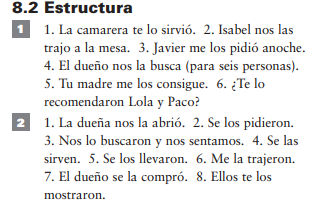 8.2 Estructura
1 1. La camarera te lo sirvió. 2. Isabel nos las
trajo a la mesa. 3. Javier me los pidió anoche.
4. El dueño nos la busca (para seis personas).
5. Tu madre me los consigue. 6. ¿Te lo
recomendaron Lola y Paco?
2 1. La dueña nos la abrió. 2. Se los pidieron.
3. Nos lo buscaron y nos sentamos. 4. Se las
sirven. 5. Se los llevaron. 6. Me la trajeron.
7. El dueño se la compró. 8. Ellos te los
mostraron.